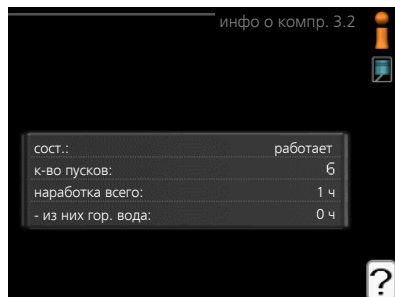 инфо о компр. 3.2
сост.: работает
к-во пусков: 6
наработка всего: 1 ч
- из них гор. вода: 0 ч
?